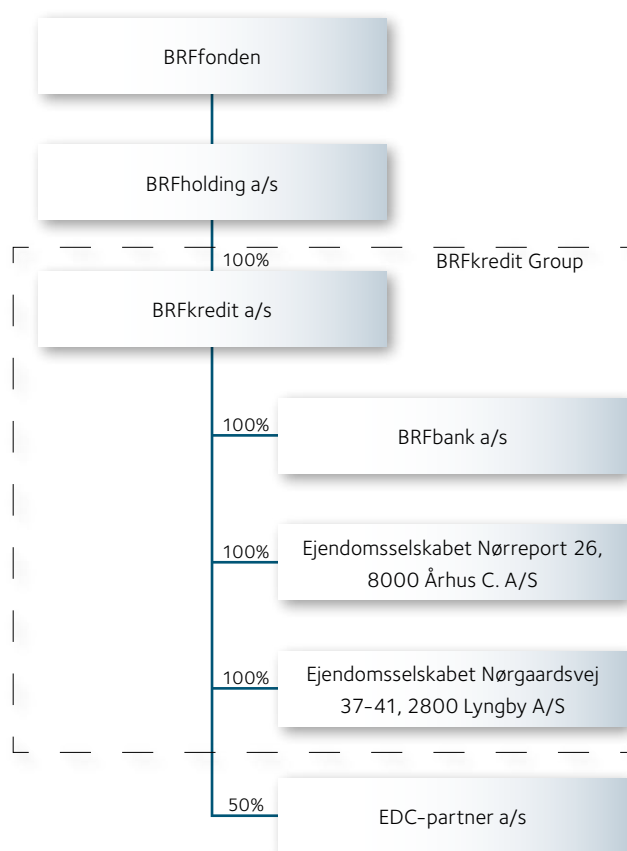 BRFfonden
BRFholding a/s
100%
BRFkredit Group
BRFkredit a/s
100%
BRFbank a/s
100%
Ejendomsselskabet Nørreport 26,
8000 Århus C. A/S
100%
Ejendomsselskabet Nørgaardsvej
37-41, 2800 Lyngby A/S
50%
EDC-partner a/s